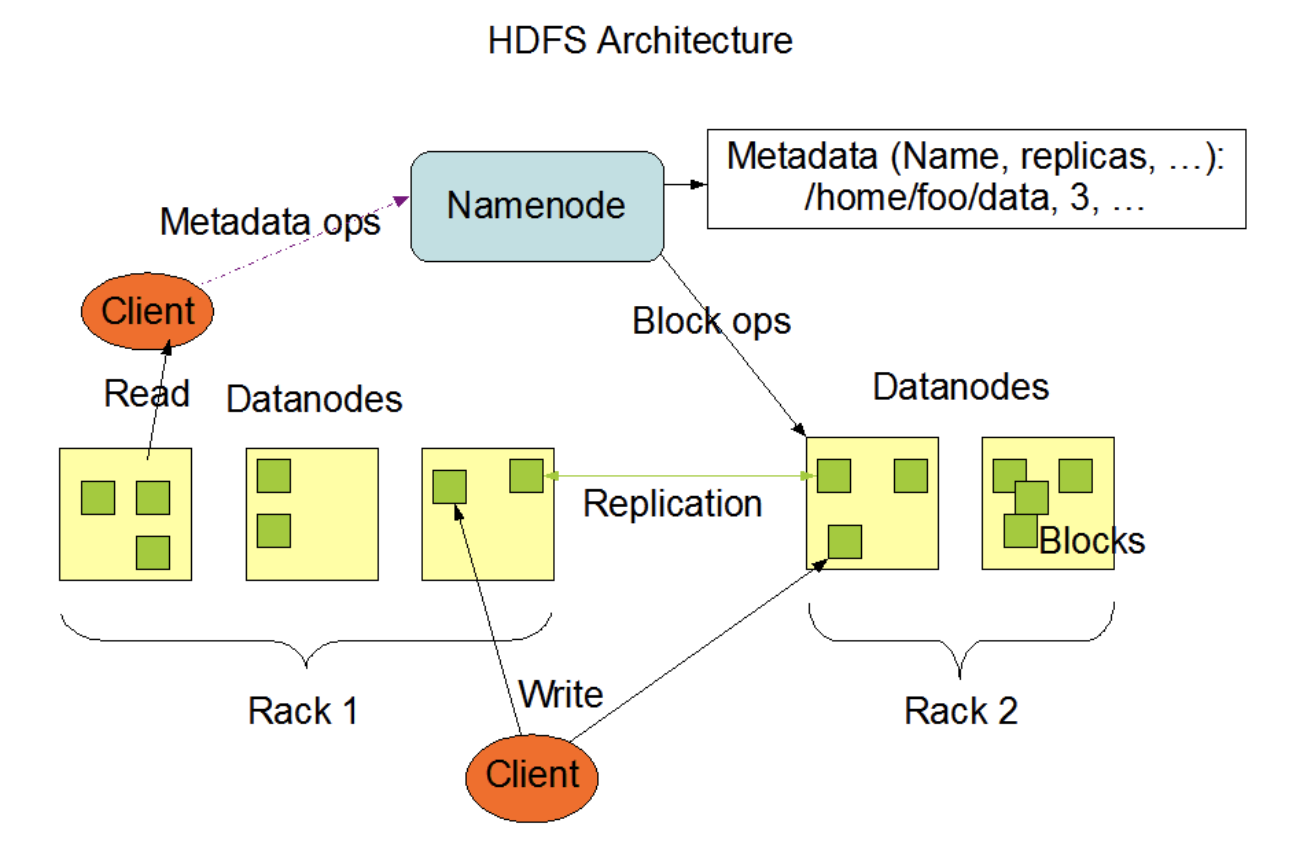 HDFS Architecture
Metadata (Name, replicas, …):
/home/foo/data, 3, …
Namenode
Metadata ops
Client
Block ops
Read
Datanodes
Datanodes
Replication
Blocks
Rack 1
Write
Rack 2
Client